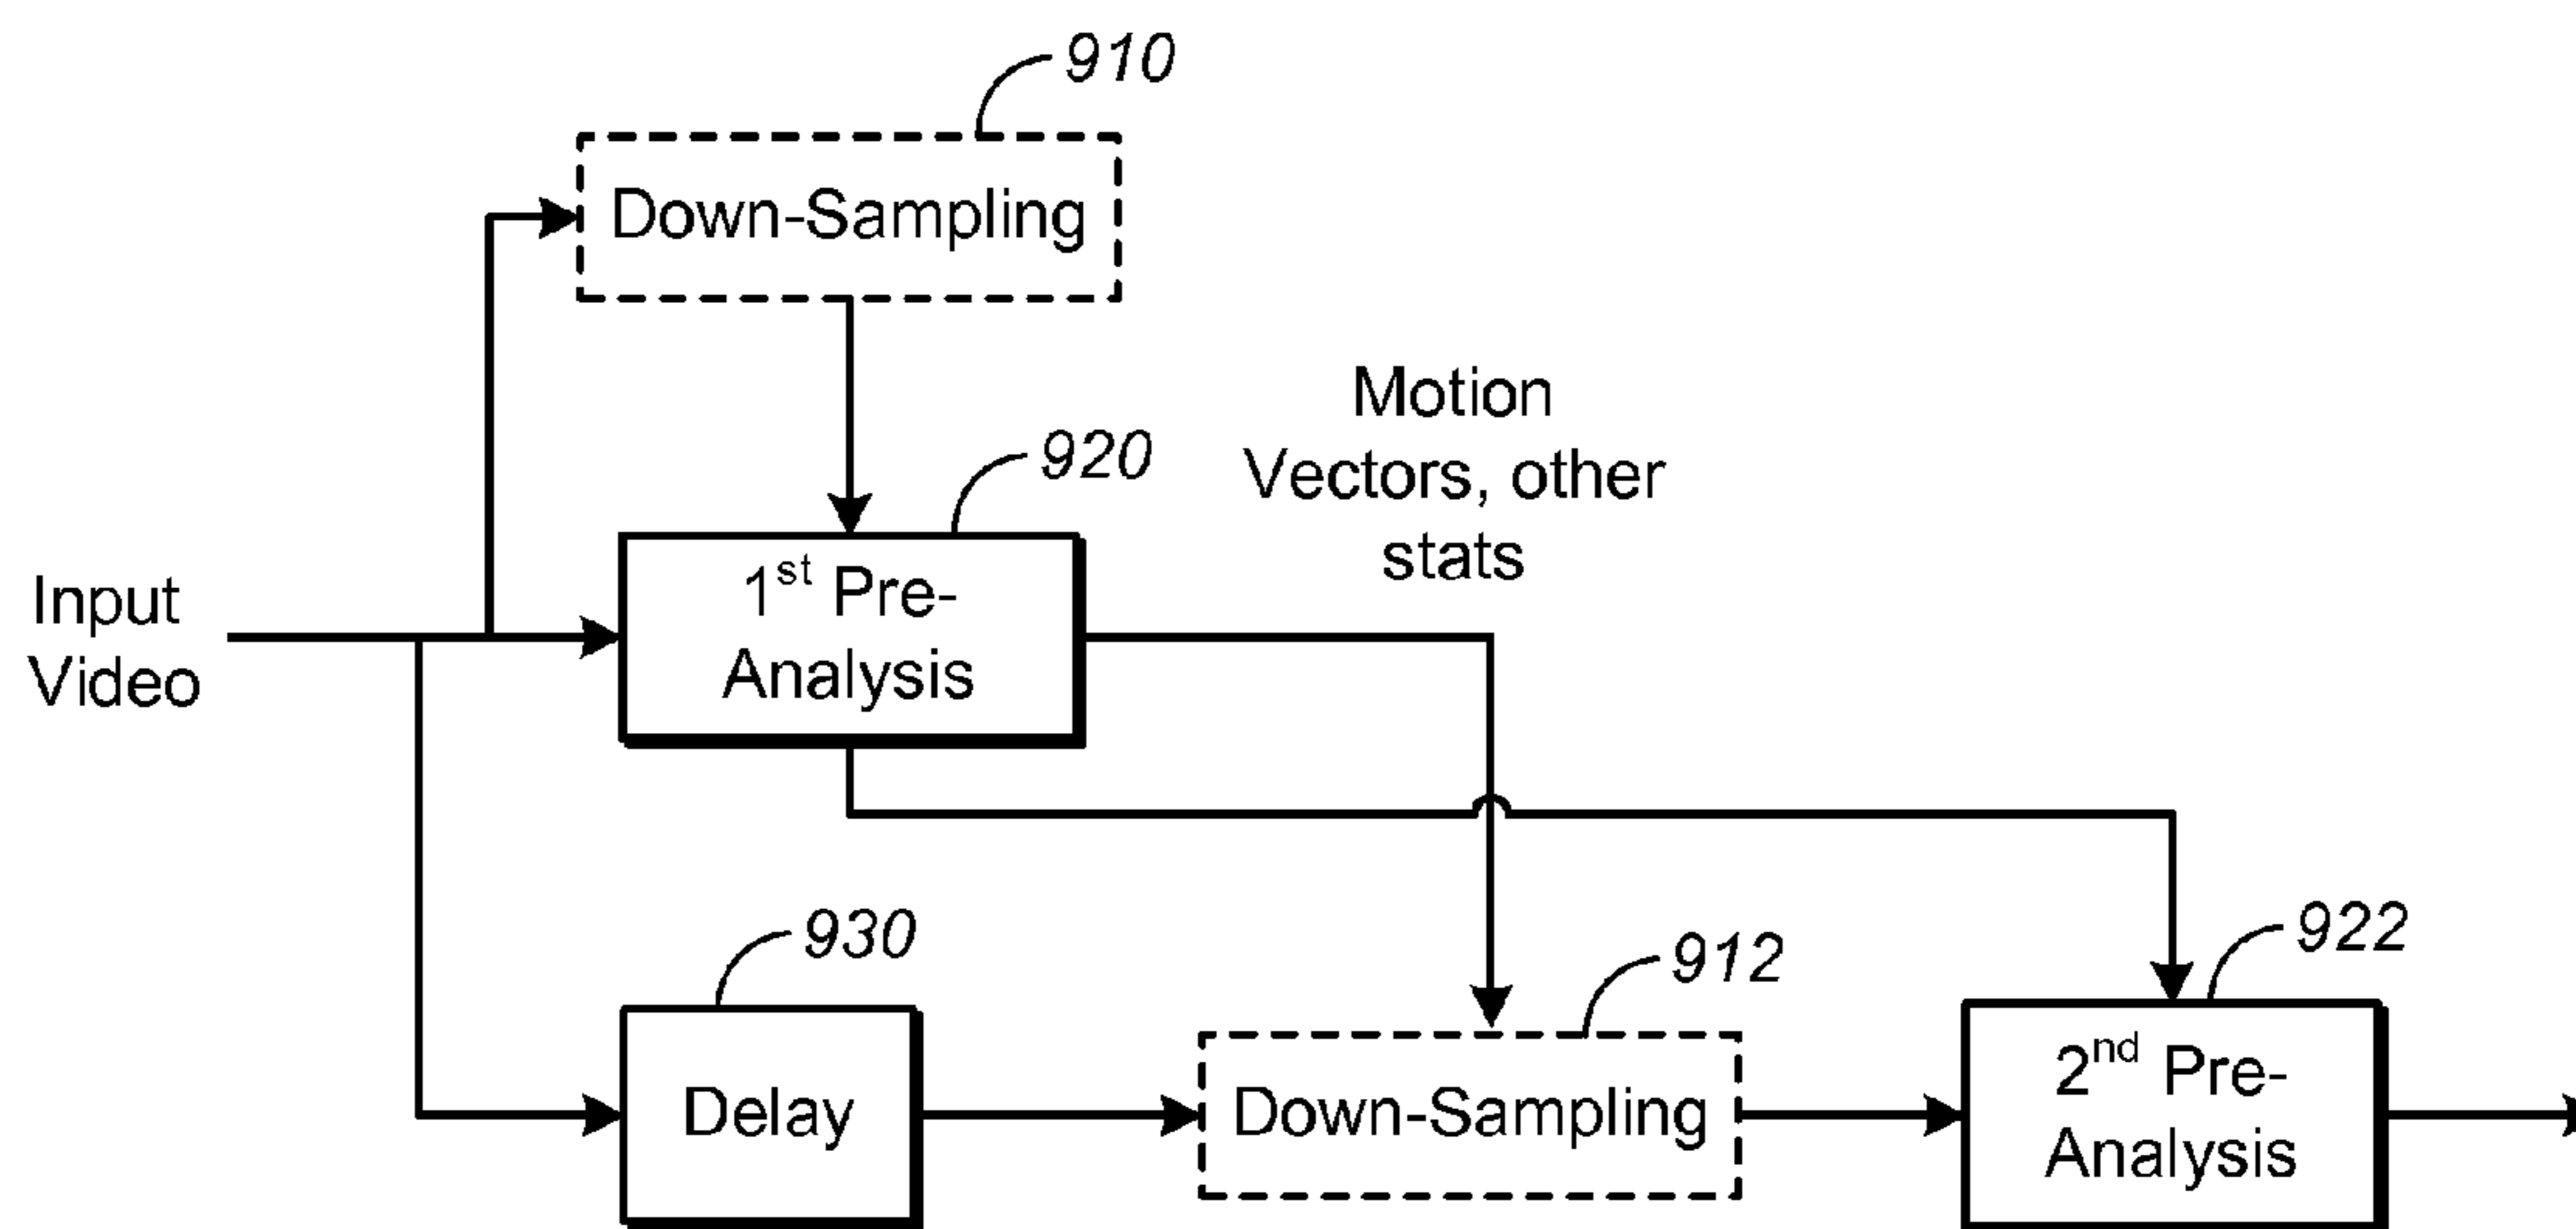 910
Down-Sampling
Motion
Vectors, other
stats
920
1st Pre-
Analysis
Input
Video
930
Delay
912
Down-Sampling
922
2nd Pre-
Analysis